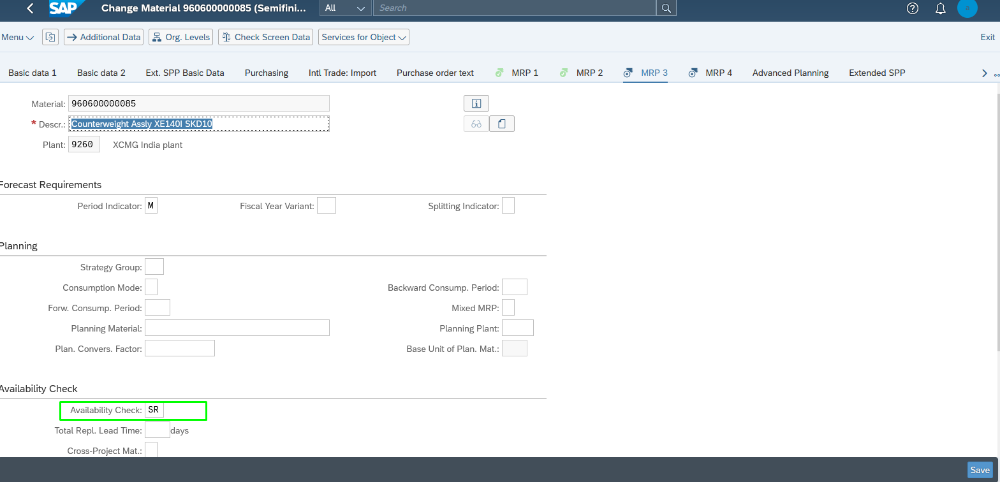 SAP Change Material 960600000085 (Semifini... All Search a
Menu Additional Data Org. Levels Check Screen Data Services for Object Exit
Basic data 1 Basic data 2 Ext. SPP Basic Data Purchasing Intl Trade: Import Purchase order text MRP 1 MRP 2 MRP 3 MRP 4 Advanced Planning Extended SPP
Material: 960600000085
* Descr.: Counterweight Assly XE140I SKD10
Plant: 9260 XCMG India plant
Forecast Requirements
Period Indicator: M Fiscal Year Variant: Splitting Indicator:
Planning
Strategy Group:
Consumption Mode: Backward Consump. Period:
Forw. Consump. Period: Mixed MRP:
Planning Material: Planning Plant:
Plan. Convers. Factor: Base Unit of Plan. Mat.:
Availability Check
Availability Check: SR
Total Repl. Lead Time: days
Cross-Project Mat.:
Save